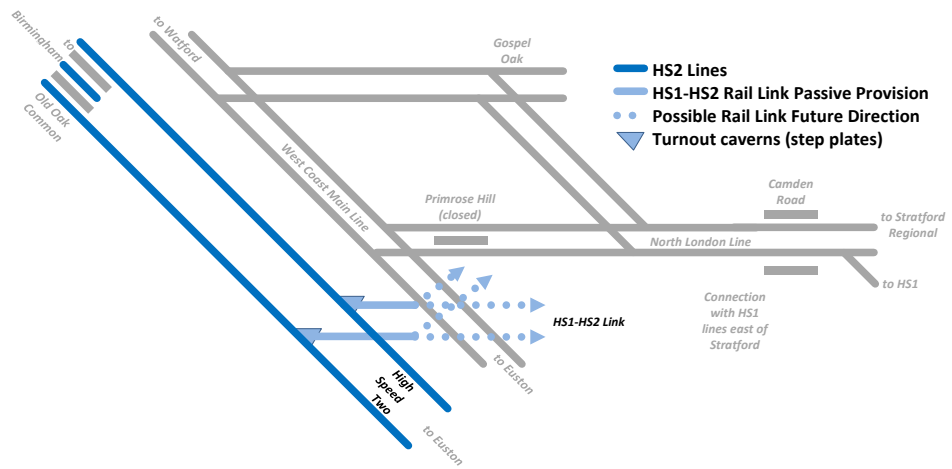 to
Birmingham
Old Oak
Common
to Watford
Gospel
Oak
HS2 Lines
HS1-HS2 Rail Link Passive Provision
Possible Rail Link Future Direction
Turnout caverns (step plates)
West Coast Main Line
Primrose Hill
(closed)
Camden
Road
to Stratford
Regional
North London Line
to HS1
Connection
with HS1
lines east of
Stratford
HS1-HS2 Link
to Euston
High
Speed
Two
to Euston